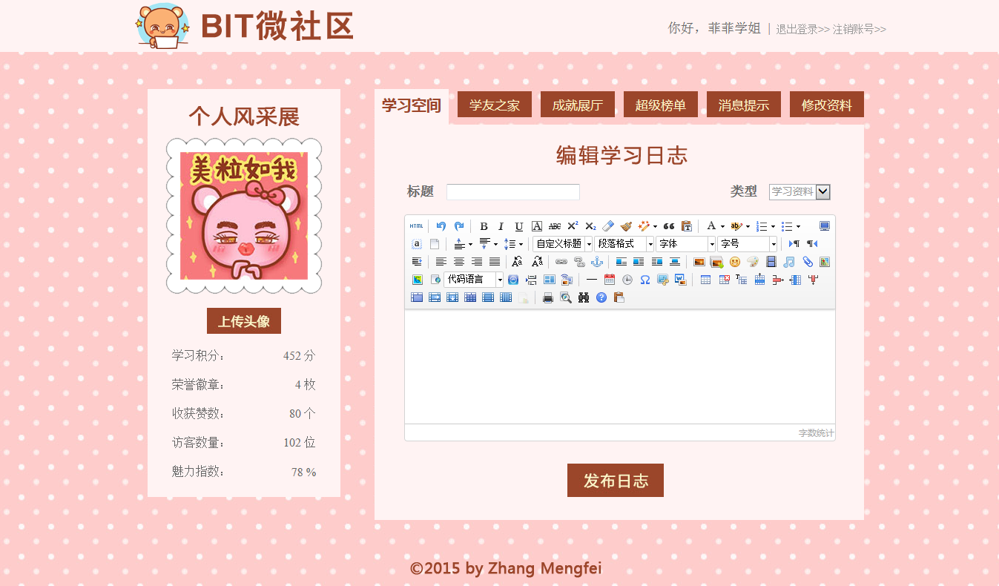 BIT微社区
你好，菲菲学姐 | 退出登录>> 注销账号>>
个人风采展
美粒如我
上传头像
学习积分： 452 分
荣誉徽章： 4 枚
收获赞数： 80 个
访客数量： 102 位
魅力指数： 78 %
学习空间 学友之家 成就展厅 超级榜单 消息提示 修改资料
编辑学习日志
标题 类型 学习资料
HTML B I U A ABC X² X₂ A ab
a 自定义标题 段落格式 字体 字号
代码语言
字数统计
发布日志
©2015 by Zhang Mengfei